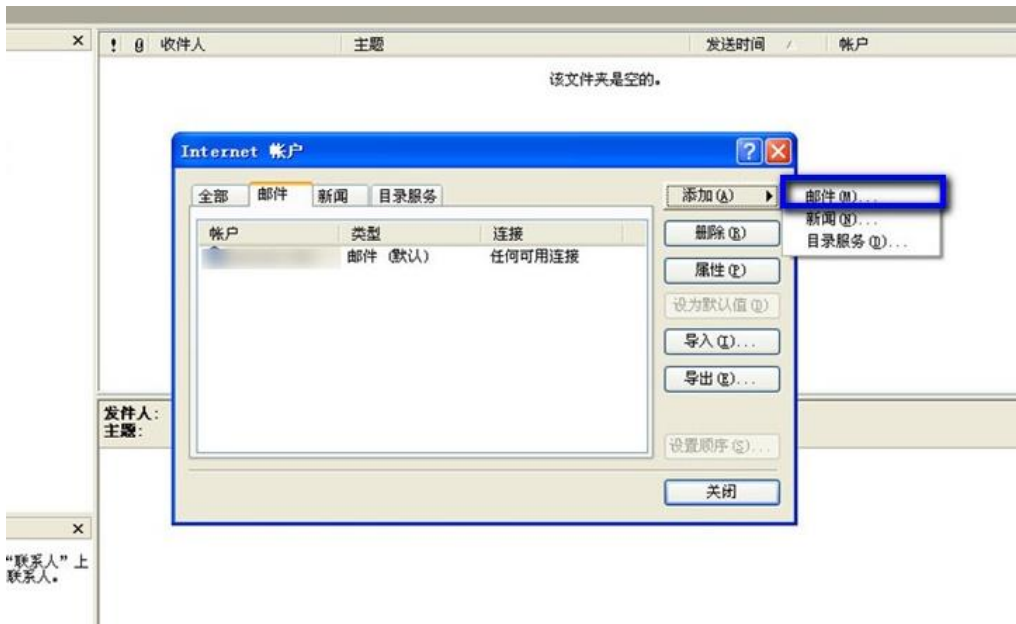 ! 收件人 主题 发送时间 帐户
该文件夹是空的。
Internet 帐户
全部 邮件 新闻 目录服务
添加(A)
邮件(M)...
新闻(N)...
目录服务(D)...
帐户 类型 连接
邮件 (默认) 任何可用连接
删除(R)
属性(P)
设为默认值(D)
导入(I)...
导出(E)...
设置顺序(S)...
关闭
发件人:
主题:
“联系人”上
联系人。